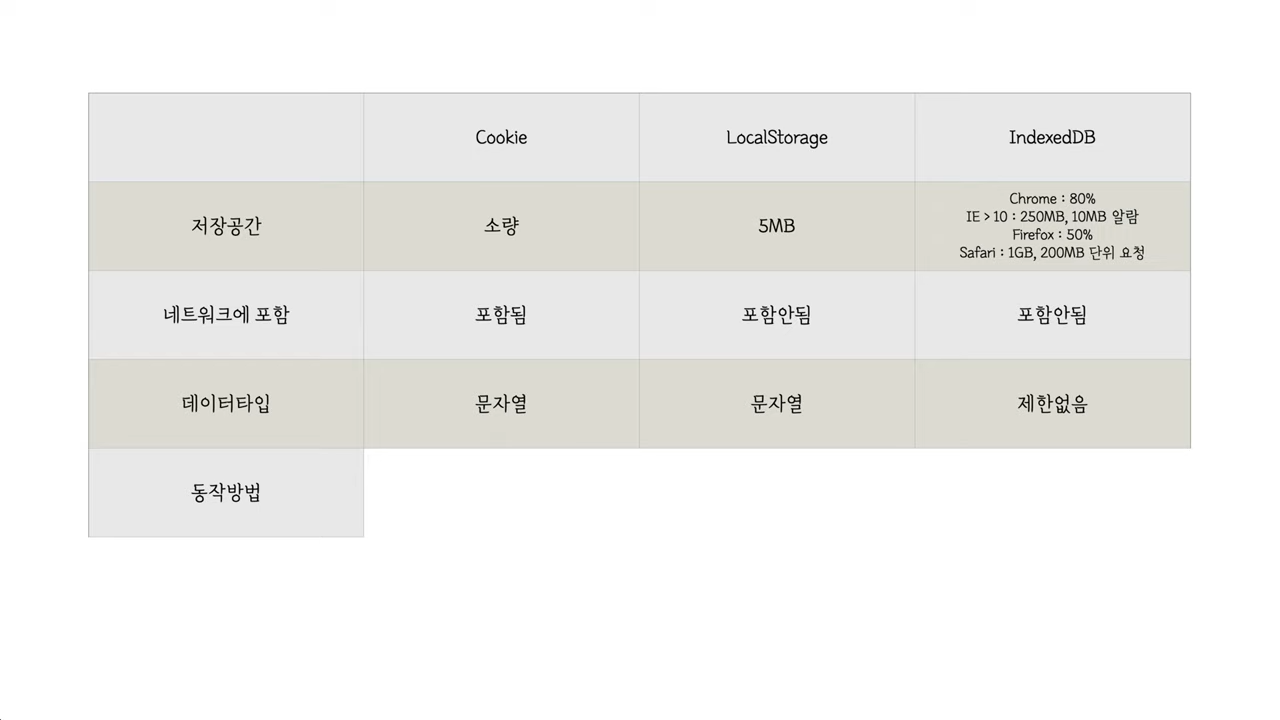 Cookie
LocalStorage
IndexedDB
저장공간
소량
5MB
Chrome : 80%
IE > 10 : 250MB, 10MB 알람
Firefox : 50%
Safari : 1GB, 200MB 단위 요청
네트워크에 포함
포함됨
포함안됨
포함안됨
데이터타입
문자열
문자열
제한없음
동작방법